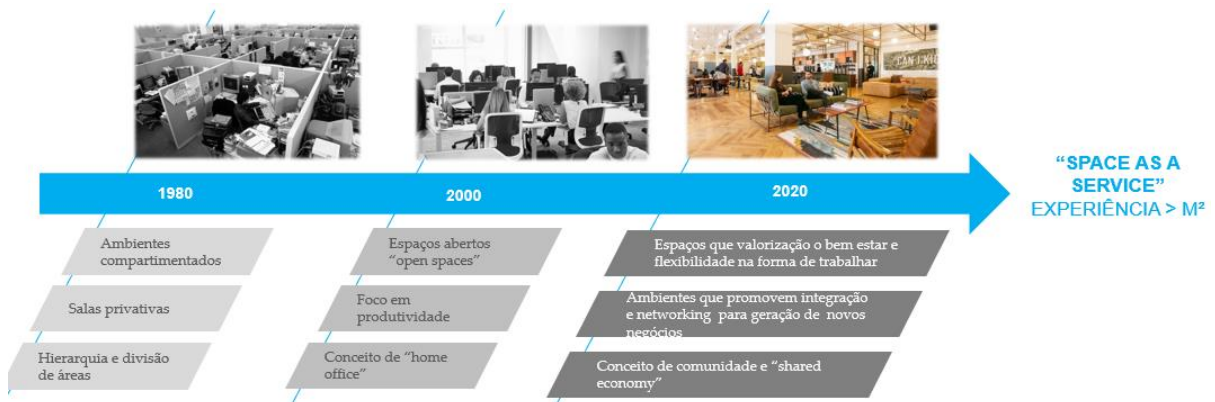 1980
2000
2020
"SPACE AS A
SERVICE"
EXPERIÊNCIA > M²
Ambientes
compartimentados
Salas privativas
Hierarquia e divisão
de áreas
Espaços abertos
"open spaces"
Foco em
produtividade
Conceito de "home
office"
Espaços que valorização o bem estar e
flexibilidade na forma de trabalhar
Ambientes que promovem integração
e networking para geração de novos
negócios
Conceito de comunidade e "shared
economy"